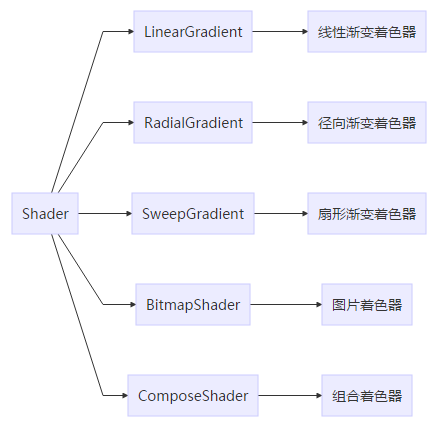 LinearGradient
线性渐变着色器
RadialGradient
径向渐变着色器
Shader
SweepGradient
扇形渐变着色器
BitmapShader
图片着色器
ComposeShader
组合着色器